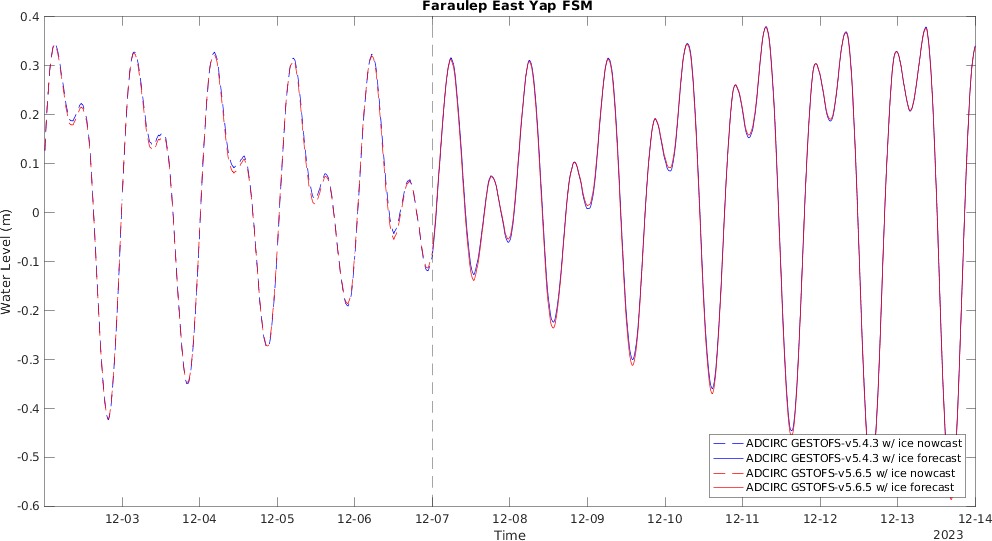 Faraulep East Yap FSM
Water Level (m)
0.4
0.3
0.2
0.1
0
-0.1
-0.2
-0.3
-0.4
-0.5
-0.6
ADCIRC GESTOFS-v5.4.3 w/ ice nowcast
ADCIRC GESTOFS-v5.4.3 w/ ice forecast
ADCIRC GSTOFS-v5.6.5 w/ ice nowcast
ADCIRC GSTOFS-v5.6.5 w/ ice forecast
12-03 12-04 12-05 12-06 12-07 12-08 12-09 12-10 12-11 12-12 12-13 12-14
Time
2023